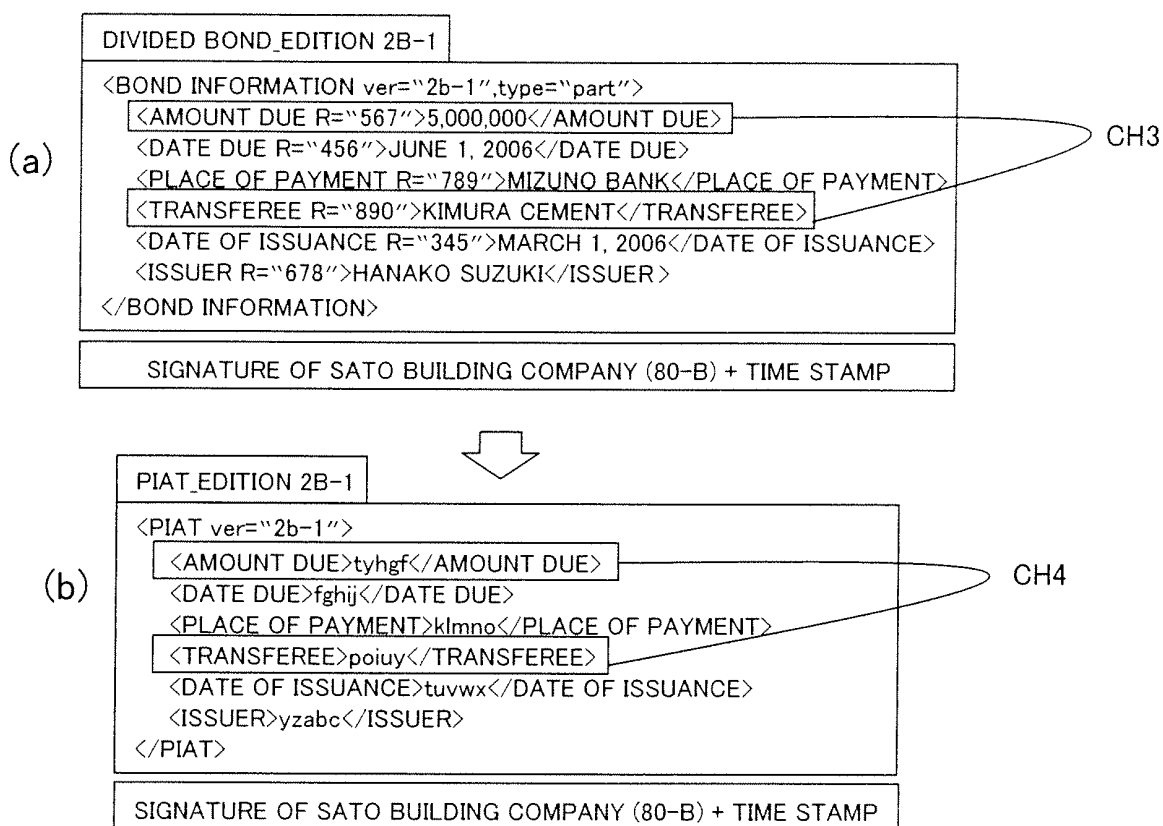 DIVIDED BOND_EDITION 2B-1
<BOND INFORMATION ver="2b-1",type="part">
<AMOUNT DUE R="567">5,000,000</AMOUNT DUE>
CH3
(a)
<DATE DUE R="456">JUNE 1, 2006</DATE DUE>
<PLACE OF PAYMENT R="789">MIZUNO BANK</PLACE OF PAYMENT>
<TRANSFEREE R="890">KIMURA CEMENT</TRANSFEREE>
<DATE OF ISSUANCE R="345">MARCH 1, 2006</DATE OF ISSUANCE>
<ISSUER R="678">HANAKO SUZUKI</ISSUER>
</BOND INFORMATION>
SIGNATURE OF SATO BUILDING COMPANY (80-B) + TIME STAMP
PIAT_EDITION 2B-1
<PIAT ver="2b-1">
<AMOUNT DUE>tyhgf</AMOUNT DUE>
CH4
(b)
<DATE DUE>fghij</DATE DUE>
<PLACE OF PAYMENT>klmno</PLACE OF PAYMENT>
<TRANSFEREE>poiuy</TRANSFEREE>
<DATE OF ISSUANCE>tuvwx</DATE OF ISSUANCE>
<ISSUER>yzabc</ISSUER>
</PIAT>
SIGNATURE OF SATO BUILDING COMPANY (80-B) + TIME STAMP